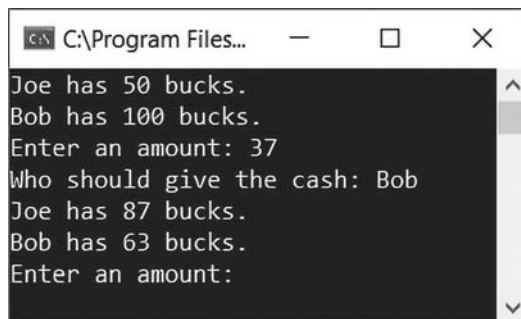 C:\Program Files...
Joe has 50 bucks.
Bob has 100 bucks.
Enter an amount: 37
Who should give the cash: Bob
Joe has 87 bucks.
Bob has 63 bucks.
Enter an amount: